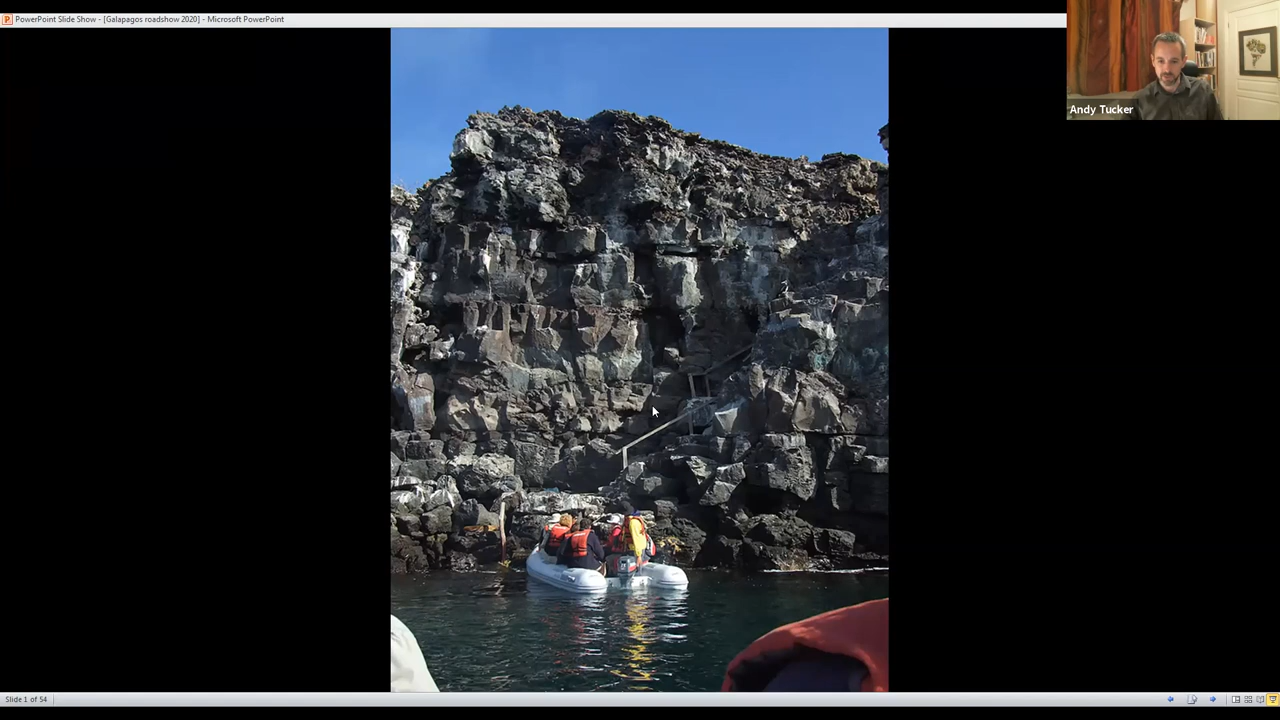 PowerPoint Slide Show - [Galapagos roadshow 2020] - Microsoft PowerPoint
Andy Tucker
Slide 1 of 54